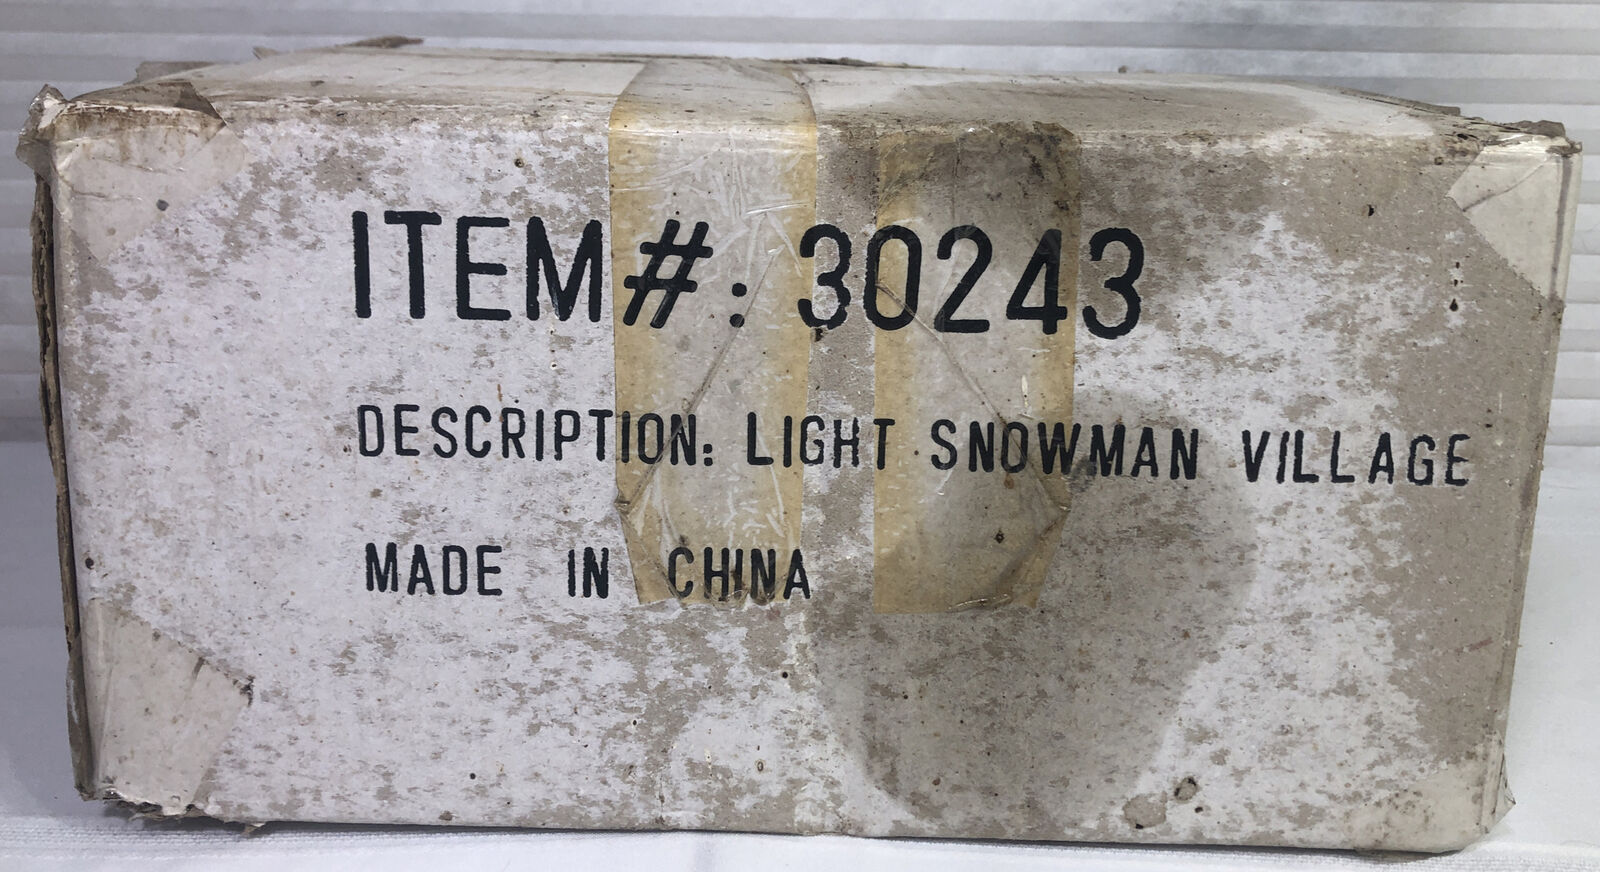 ITEM#: 30243
DESCRIPTION: LIGHT SNOWMAN VILLAGE
MADE IN CHINA